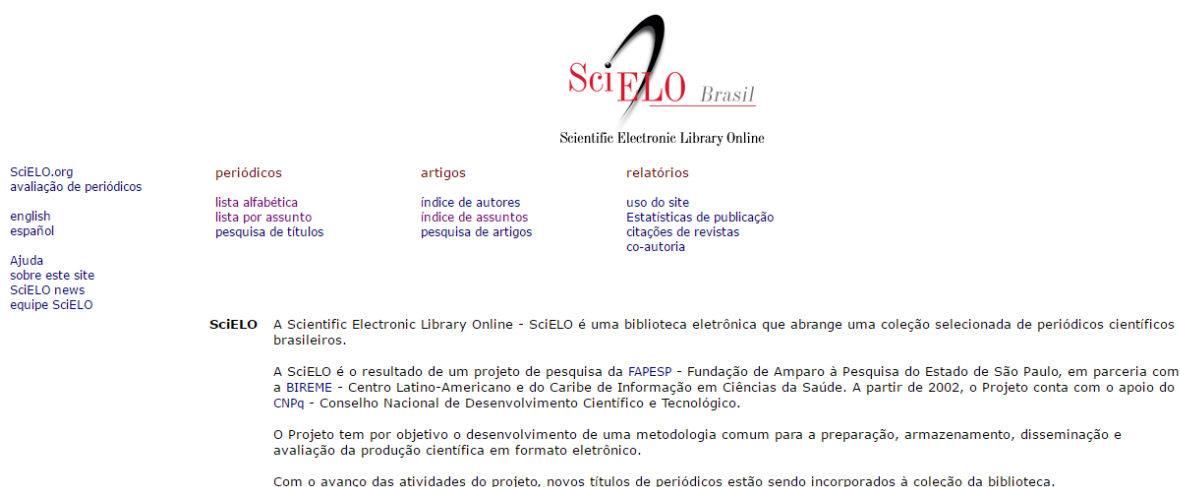 SciELO Brasil
Scientific Electronic Library Online
SciELO.org
avaliação de periódicos
english
español
Ajuda
sobre este site
SciELO news
equipe SciELO
periódicos
lista alfabética
lista por assunto
pesquisa de títulos
artigos
índice de autores
índice de assuntos
pesquisa de artigos
relatórios
uso do site
Estatísticas de publicação
citações de revistas
co-autoria
SciELO A Scientific Electronic Library Online - SciELO é uma biblioteca eletrônica que abrange uma coleção selecionada de periódicos científicos
brasileiros.
A SciELO é o resultado de um projeto de pesquisa da FAPESP - Fundação de Amparo à Pesquisa do Estado de São Paulo, em parceria com
a BIREME - Centro Latino-Americano e do Caribe de Informação em Ciências da Saúde. A partir de 2002, o Projeto conta com o apoio do
CNPq - Conselho Nacional de Desenvolvimento Científico e Tecnológico.
O Projeto tem por objetivo o desenvolvimento de uma metodologia comum para a preparação, armazenamento, disseminação e
avaliação da produção científica em formato eletrônico.
Com o avanço das atividades do projeto, novos títulos de periódicos estão sendo incorporados à coleção da biblioteca.